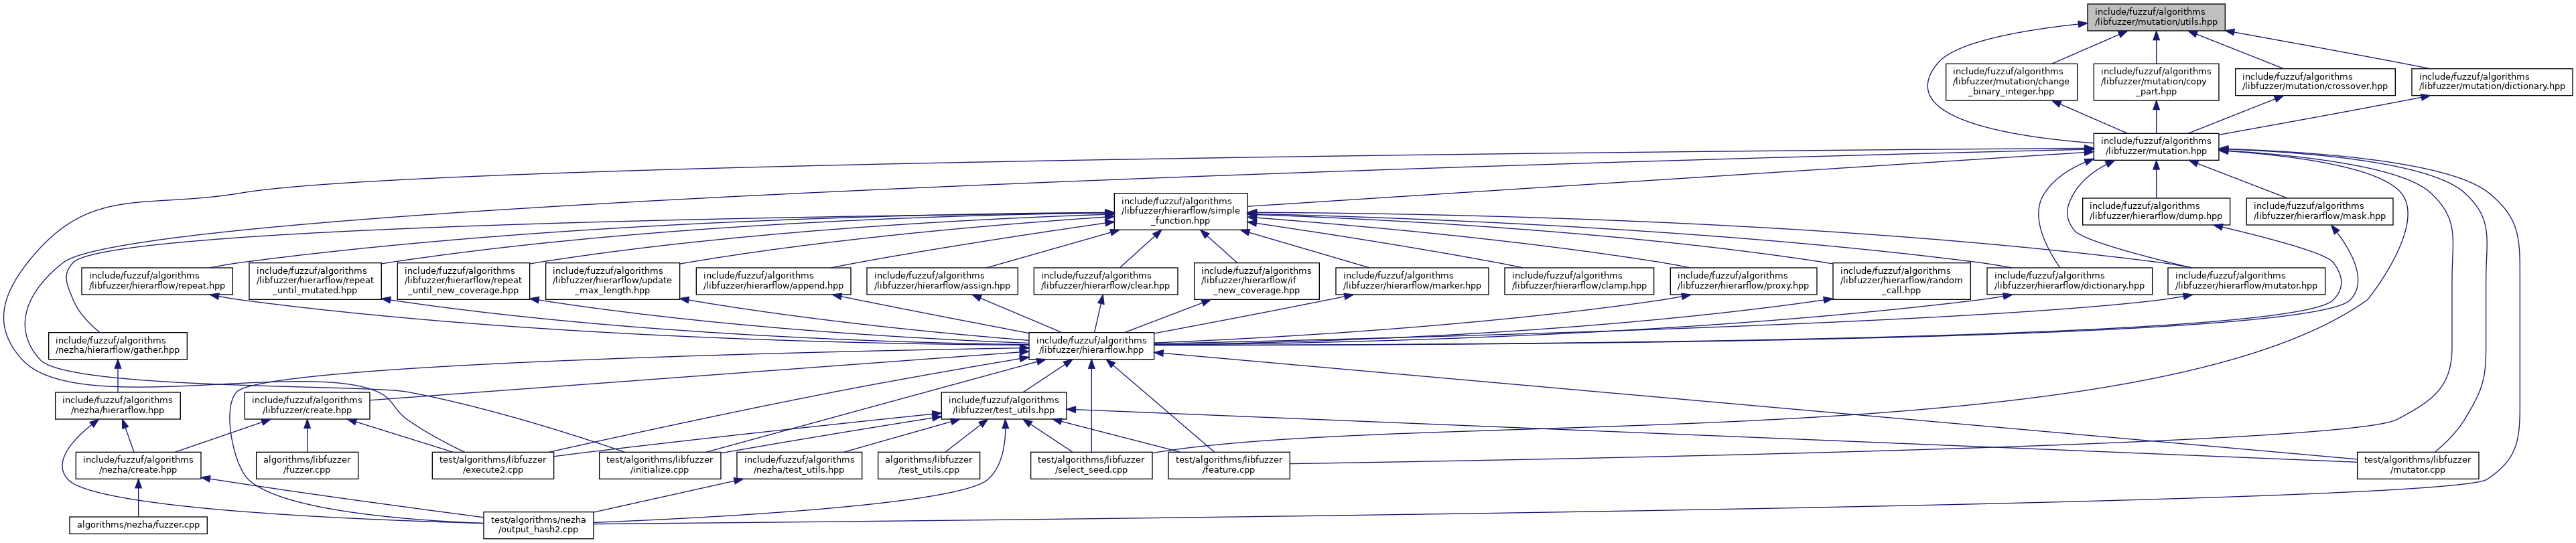 include/fuzzuf/algorithms
/libfuzzer/mutation/utils.hpp
include/fuzzuf/algorithms
/libfuzzer/mutation/change
_binary_integer.hpp
include/fuzzuf/algorithms
/libfuzzer/mutation/copy
_part.hpp
include/fuzzuf/algorithms
/libfuzzer/mutation/crossover.hpp
include/fuzzuf/algorithms
/libfuzzer/mutation/dictionary.hpp
include/fuzzuf/algorithms
/libfuzzer/mutation.hpp
include/fuzzuf/algorithms
/libfuzzer/hierarflow/simple
_function.hpp
include/fuzzuf/algorithms
/libfuzzer/hierarflow/dump.hpp
include/fuzzuf/algorithms
/libfuzzer/hierarflow/mask.hpp
include/fuzzuf/algorithms
/libfuzzer/hierarflow/repeat.hpp
include/fuzzuf/algorithms
/libfuzzer/hierarflow/repeat
_until_mutated.hpp
include/fuzzuf/algorithms
/libfuzzer/hierarflow/repeat
_until_new_coverage.hpp
include/fuzzuf/algorithms
/libfuzzer/hierarflow/update
_max_length.hpp
include/fuzzuf/algorithms
/libfuzzer/hierarflow/append.hpp
include/fuzzuf/algorithms
/libfuzzer/hierarflow/assign.hpp
include/fuzzuf/algorithms
/libfuzzer/hierarflow/clear.hpp
include/fuzzuf/algorithms
/libfuzzer/hierarflow/if
_new_coverage.hpp
include/fuzzuf/algorithms
/libfuzzer/hierarflow/marker.hpp
include/fuzzuf/algorithms
/libfuzzer/hierarflow/clamp.hpp
include/fuzzuf/algorithms
/libfuzzer/hierarflow/proxy.hpp
include/fuzzuf/algorithms
/libfuzzer/hierarflow/random
_call.hpp
include/fuzzuf/algorithms
/libfuzzer/hierarflow/dictionary.hpp
include/fuzzuf/algorithms
/libfuzzer/hierarflow/mutator.hpp
include/fuzzuf/algorithms
/nezha/hierarflow/gather.hpp
include/fuzzuf/algorithms
/libfuzzer/hierarflow.hpp
include/fuzzuf/algorithms
/nezha/hierarflow.hpp
include/fuzzuf/algorithms
/libfuzzer/create.hpp
include/fuzzuf/algorithms
/libfuzzer/test_utils.hpp
include/fuzzuf/algorithms
/nezha/create.hpp
algorithms/libfuzzer
/fuzzer.cpp
test/algorithms/libfuzzer
/execute2.cpp
test/algorithms/libfuzzer
/initialize.cpp
include/fuzzuf/algorithms
/nezha/test_utils.hpp
algorithms/libfuzzer
/test_utils.cpp
test/algorithms/libfuzzer
/select_seed.cpp
test/algorithms/libfuzzer
/feature.cpp
test/algorithms/libfuzzer
/mutator.cpp
algorithms/nezha/fuzzer.cpp
test/algorithms/nezha
/output_hash2.cpp